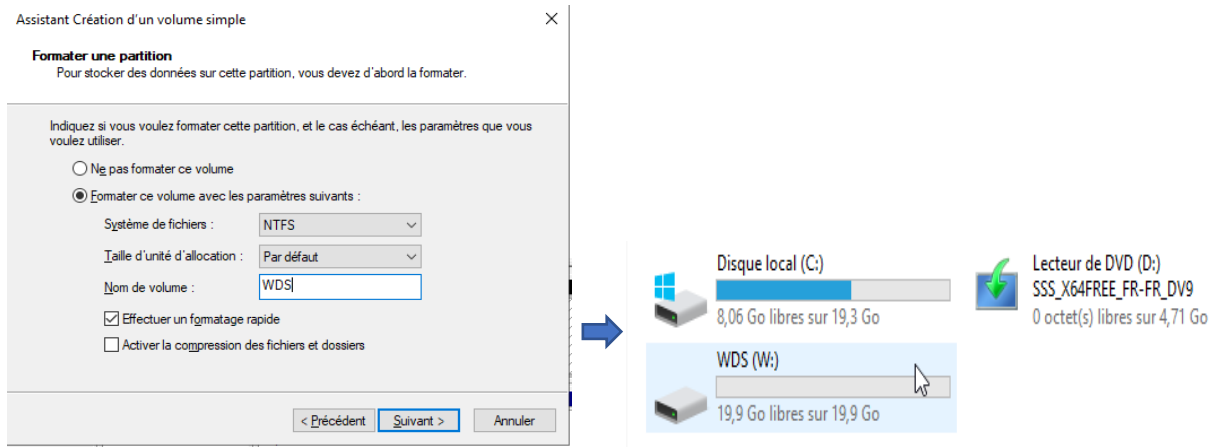 Assistant Création d'un volume simple
Formater une partition
Pour stocker des données sur cette partition, vous devez d'abord la formater.
Indiquez si vous voulez formater cette partition, et le cas échéant, les paramètres que vous
voulez utiliser.
Ne pas formater ce volume
Formater ce volume avec les paramètres suivants :
Système de fichiers : NTFS
Taille d'unité d'allocation : Par défaut
Nom de volume : WDS
Effectuer un formatage rapide
Activer la compression des fichiers et dossiers
< Précédent Suivant > Annuler
Disque local (C:)
8,06 Go libres sur 19,3 Go
Lecteur de DVD (D:)
SSS_X64FREE_FR-FR_DV9
0 octet(s) libres sur 4,71 Go
WDS (W:)
19,9 Go libres sur 19,9 Go